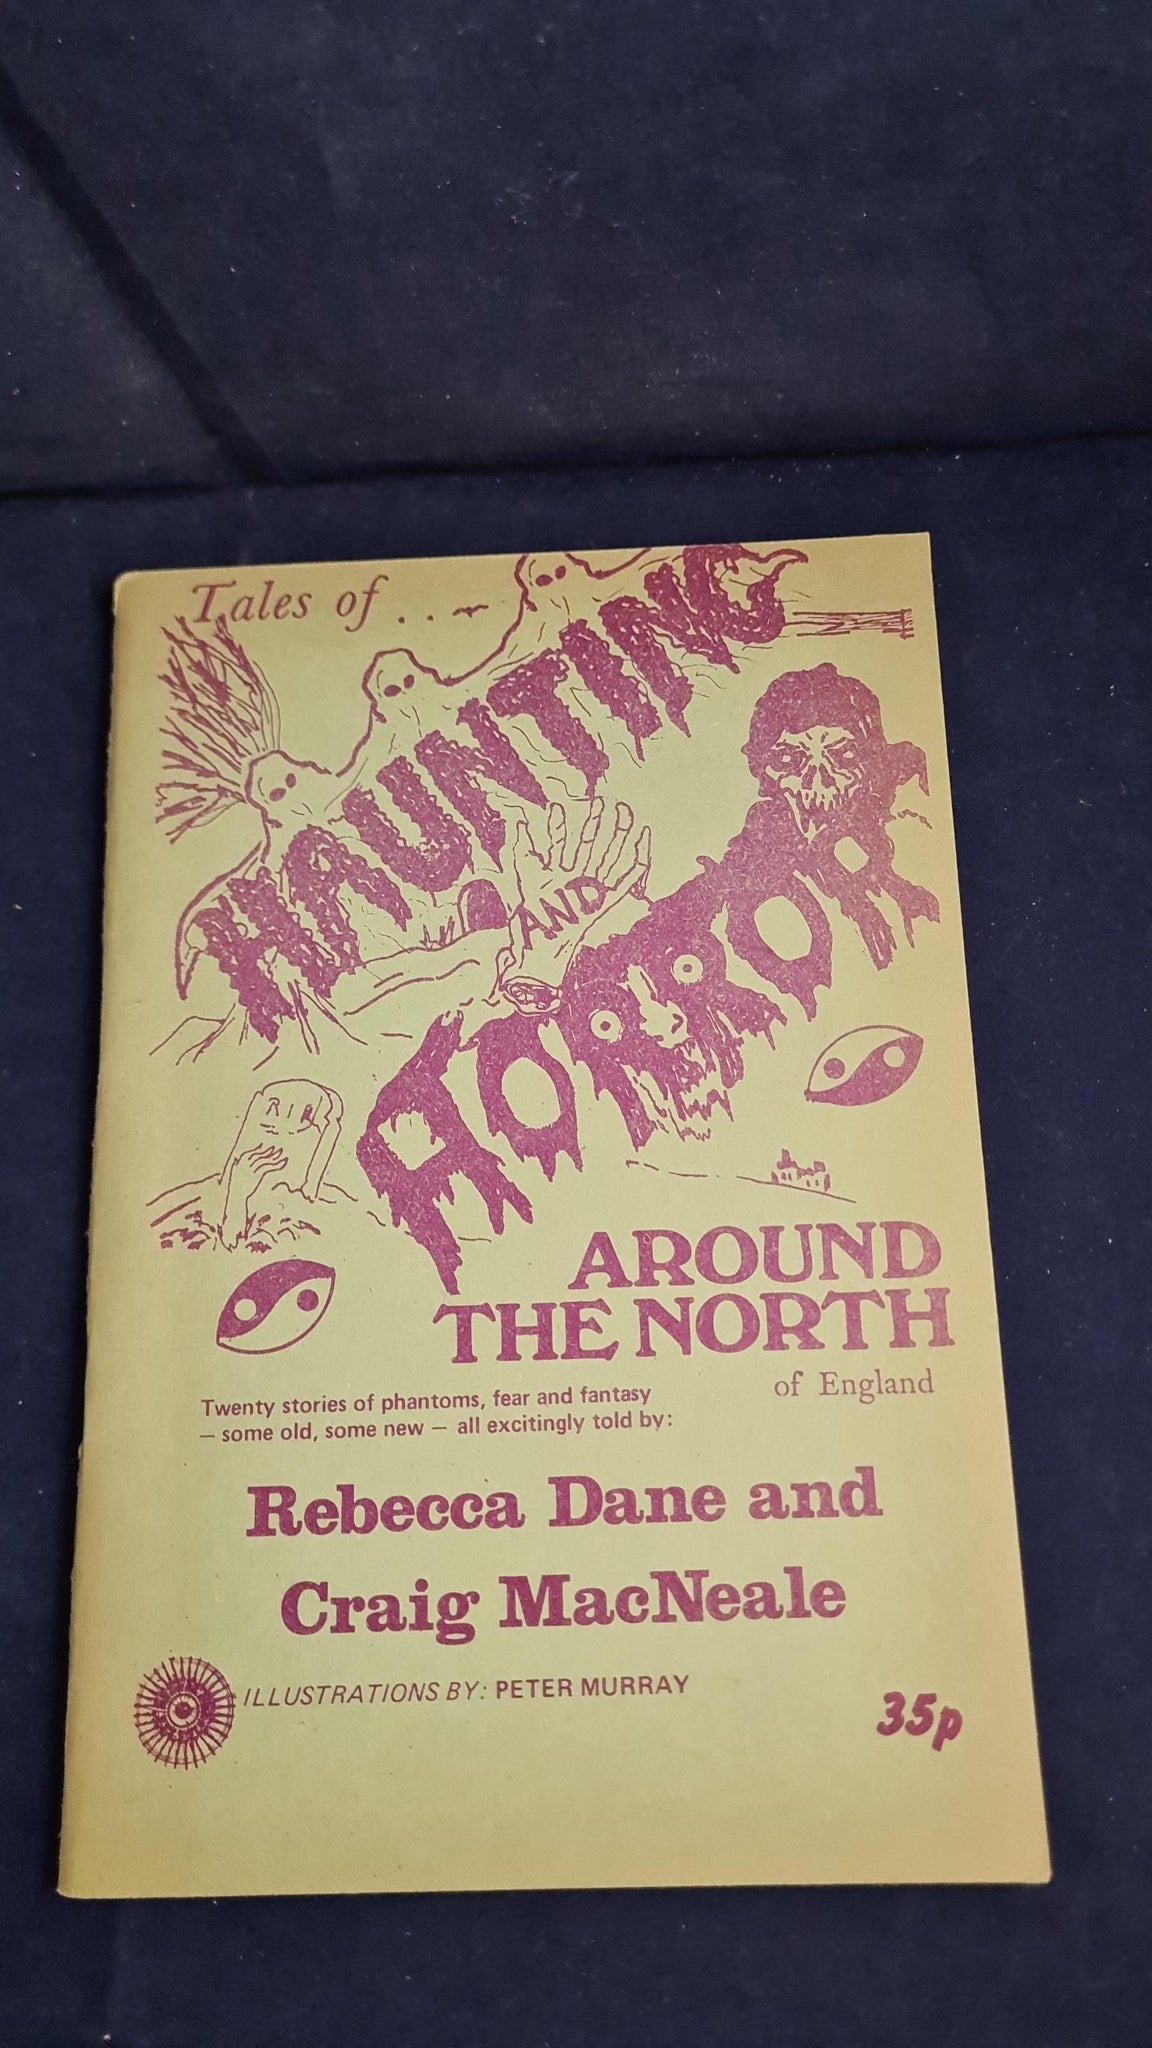 Tales of . . .
HAUNTING
AND
HORROR
RIP
AROUND
THE NORTH
of England
Twenty stories of phantoms, fear and fantasy
— some old, some new — all excitingly told by:
Rebecca Dane and
Craig MacNeale
ILLUSTRATIONS BY: PETER MURRAY
35p